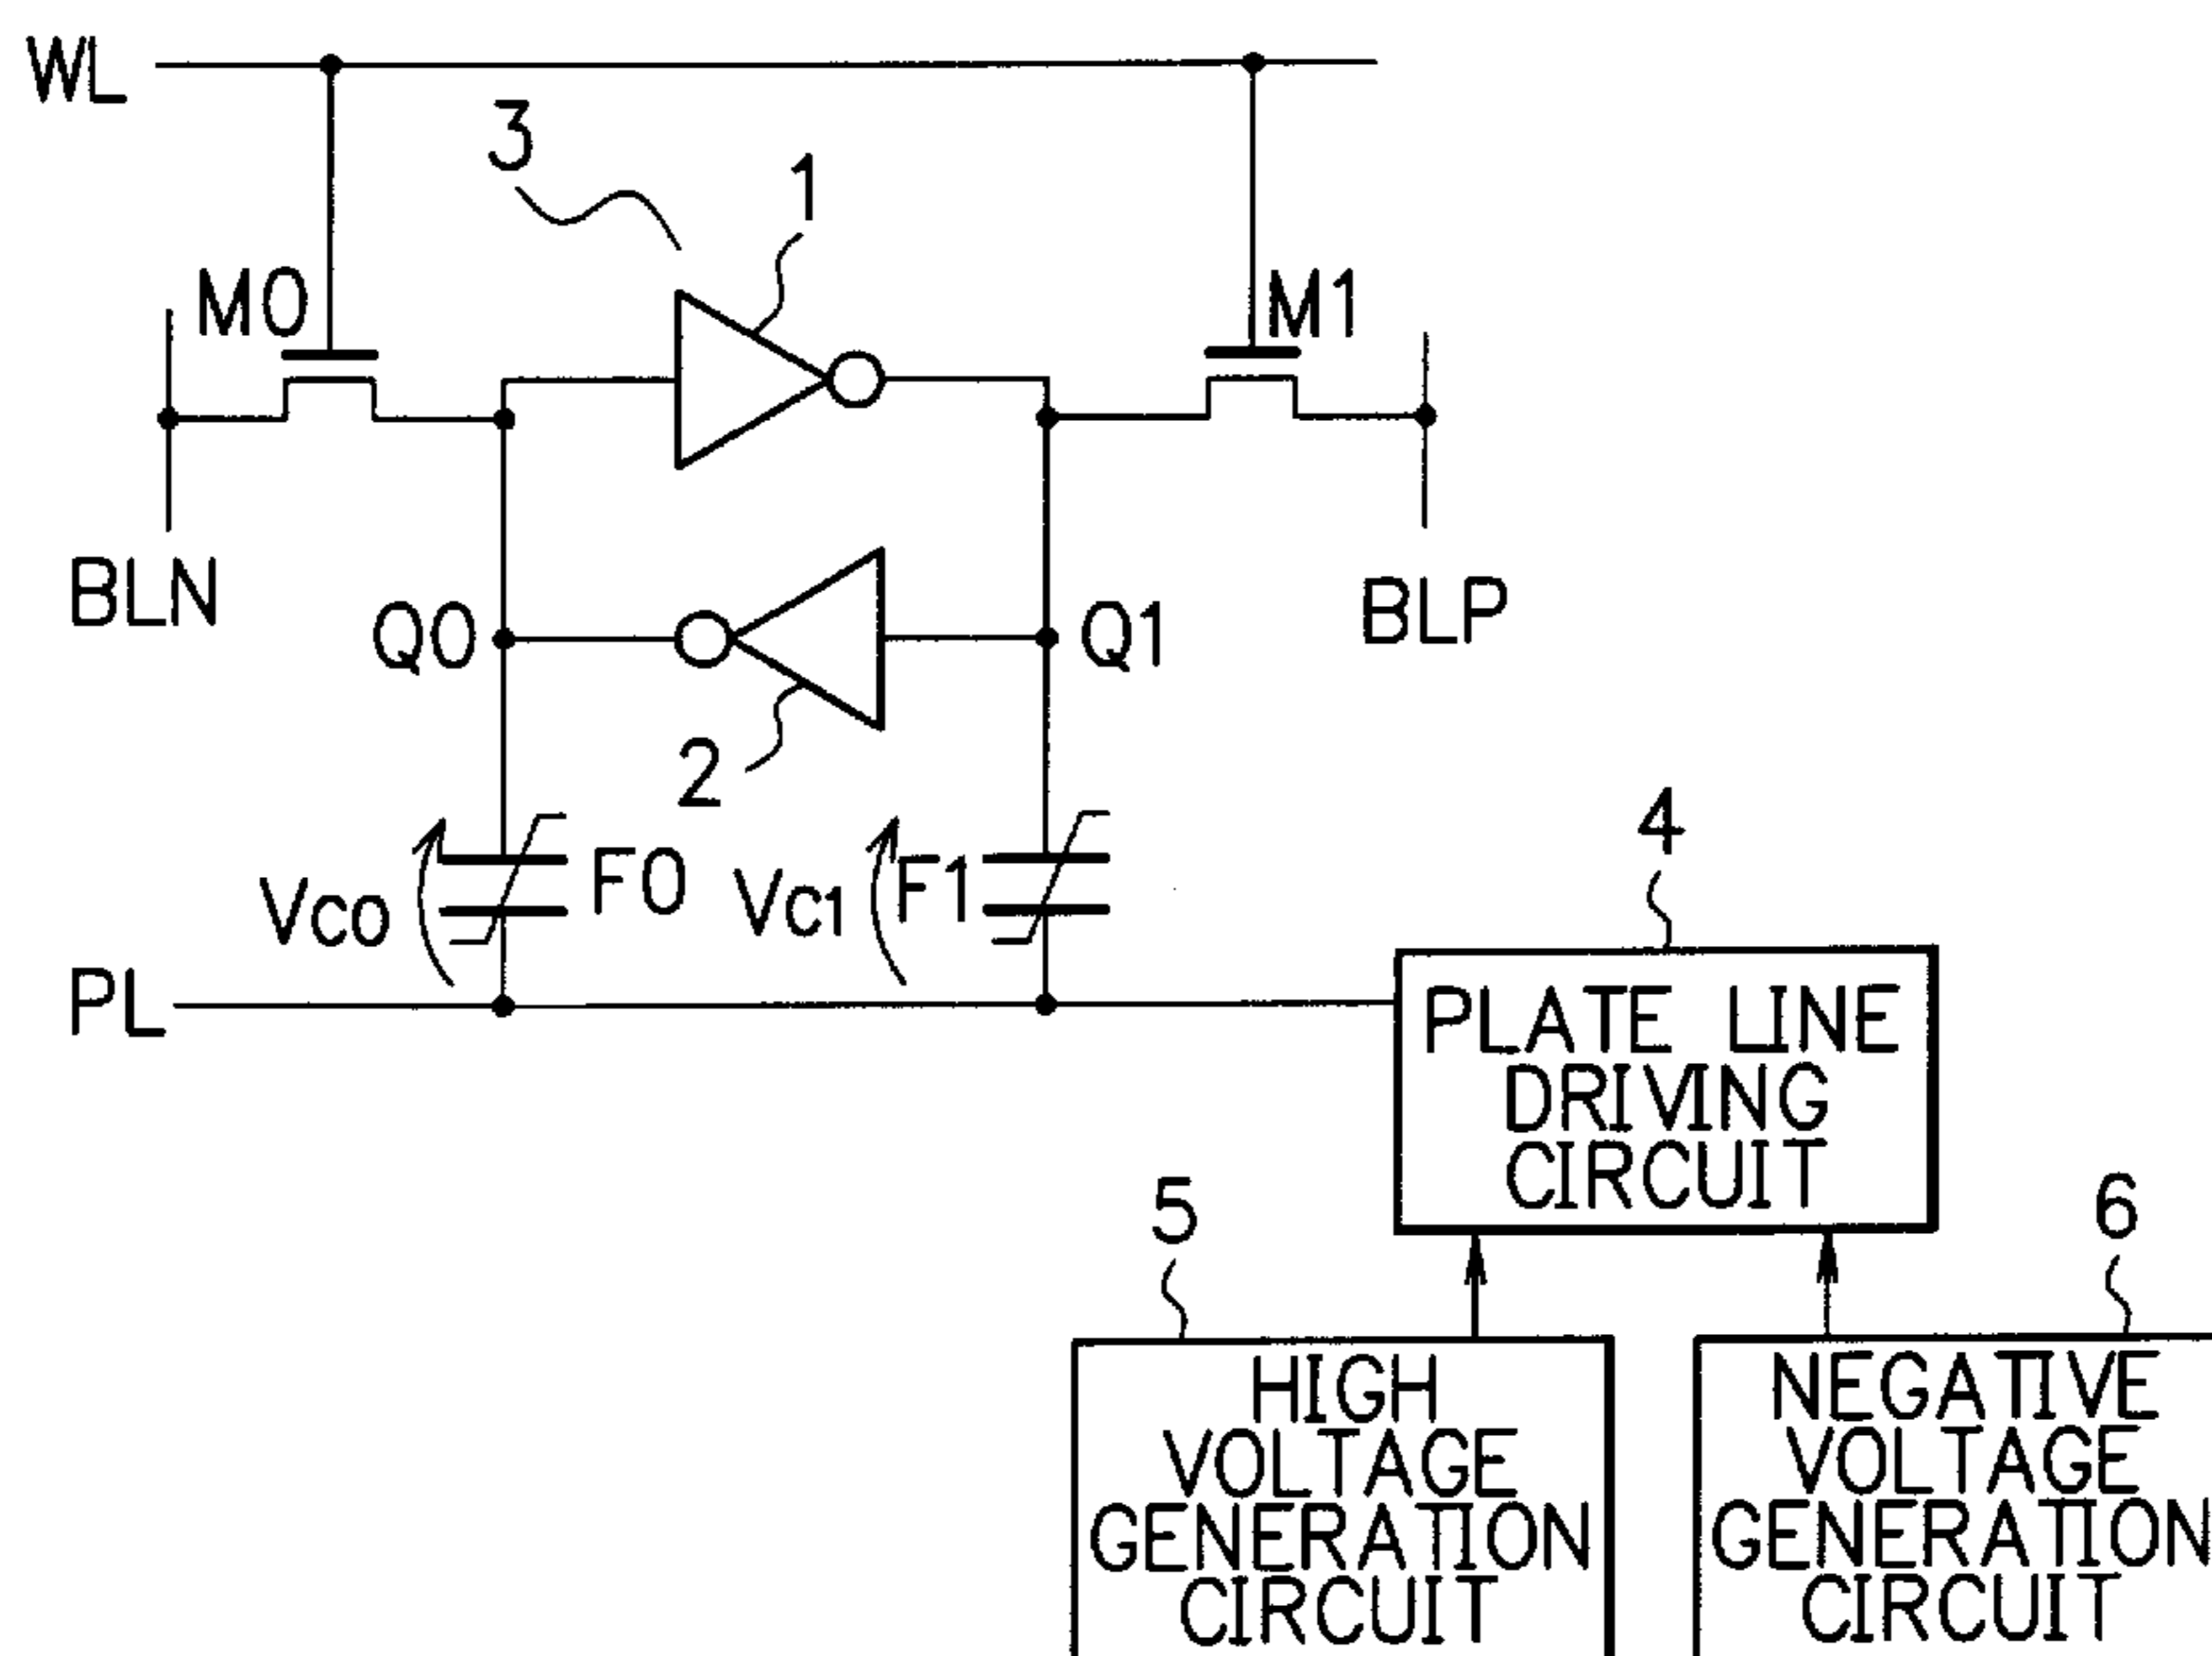 WL
3
1
M0
M1
BLN
Q0
Q1
BLP
2
4
VC0
F0
VC1
F1
PL
PLATE LINE
DRIVING
CIRCUIT
5
6
HIGH
VOLTAGE
GENERATION
CIRCUIT
NEGATIVE
VOLTAGE
GENERATION
CIRCUIT